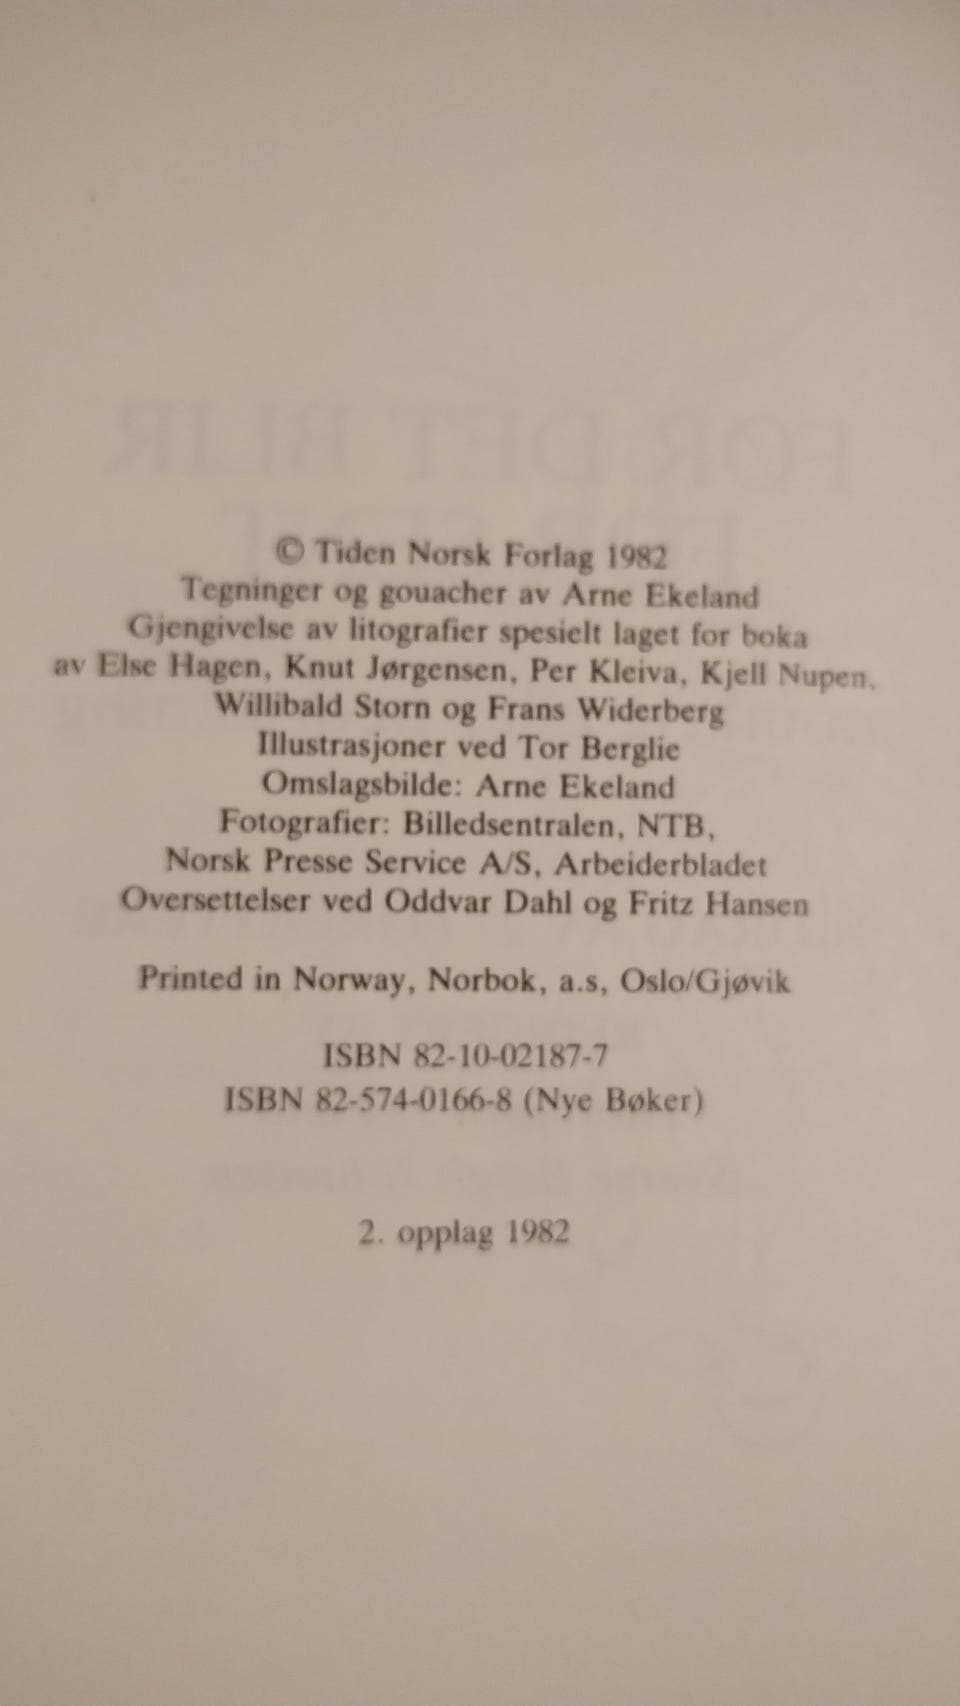 © Tiden Norsk Forlag 1982
Tegninger og gouacher av Arne Ekeland
Gjengivelse av litografier spesielt laget for boka
av Else Hagen, Knut Jørgensen, Per Kleiva, Kjell Nupen,
Willibald Storn og Frans Widerberg
Illustrasjoner ved Tor Berglie
Omslagsbilde: Arne Ekeland
Fotografier: Billedsentralen, NTB,
Norsk Presse Service A/S, Arbeiderbladet
Oversettelser ved Oddvar Dahl og Fritz Hansen
Printed in Norway, Norbok, a.s, Oslo/Gjøvik
ISBN 82-10-02187-7
ISBN 82-574-0166-8 (Nye Bøker)
2. opplag 1982